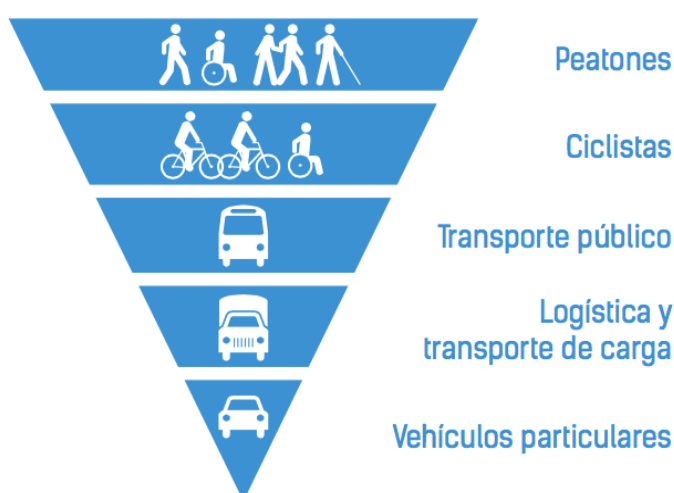 Peatones
Ciclistas
Transporte público
Logística y
transporte de carga
Vehículos particulares